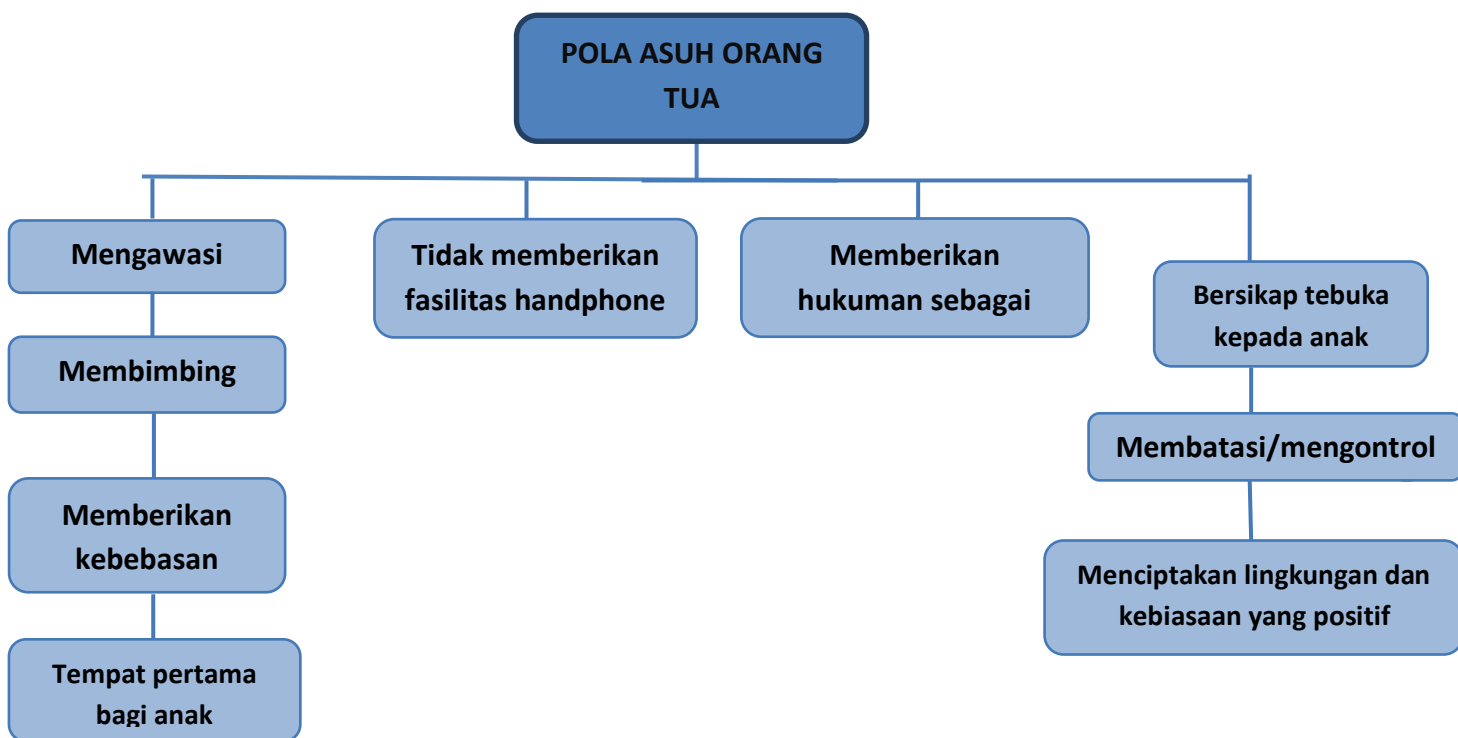 POLA ASUH ORANG
TUA
Mengawasi
Membimbing
Memberikan
kebebasan
Tempat pertama
bagi anak
Tidak memberikan
fasilitas handphone
Memberikan
hukuman sebagai
Bersikap tebuka
kepada anak
Membatasi/mengontrol
Menciptakan lingkungan dan
kebiasaan yang positif